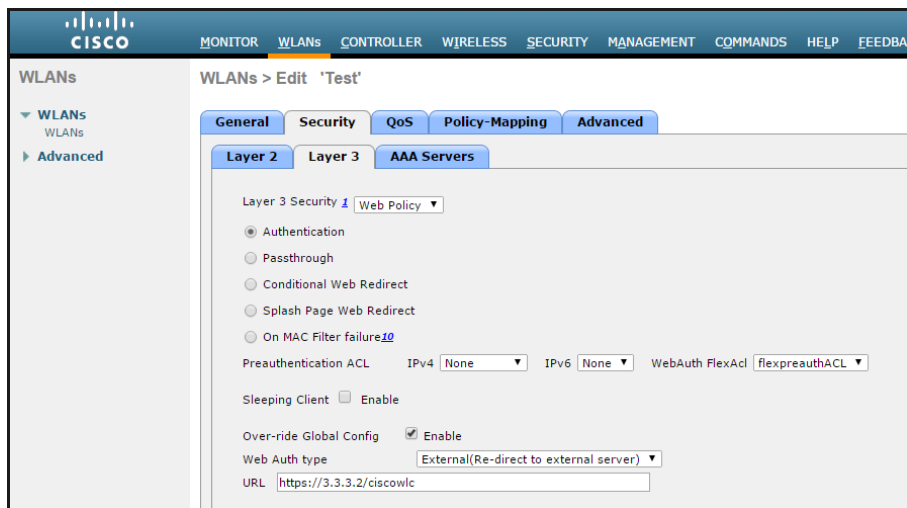 CISCO
MONITOR WLANs CONTROLLER WIRELESS SECURITY MANAGEMENT COMMANDS HELP FEEDBA
WLANs
WLANs > Edit 'Test'
WLANs
WLANs
Advanced
General Security QoS Policy-Mapping Advanced
Layer 2 Layer 3 AAA Servers
Layer 3 Security 1 Web Policy
Authentication
Passthrough
Conditional Web Redirect
Splash Page Web Redirect
On MAC Filter failure10
Preauthentication ACL IPv4 None IPv6 None WebAuth FlexAcl flexpreauthACL
Sleeping Client Enable
Over-ride Global Config Enable
Web Auth type External(Re-direct to external server)
URL https://3.3.3.2/ciscowlc